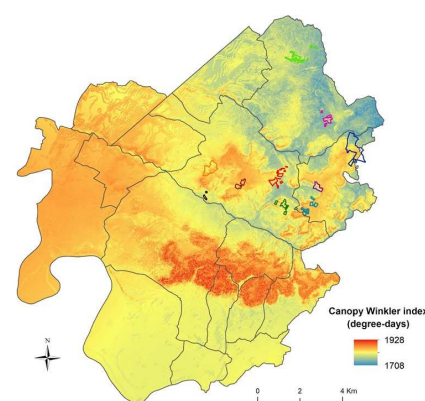 Canopy Winkler index
(degree-days)
1928
1708
N
0 2 4 Km